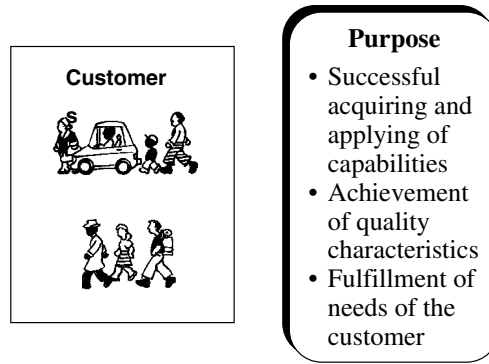 Customer
S
Purpose
• Successful
acquiring and
applying of
capabilities
• Achievement
of quality
characteristics
• Fulfillment of
needs of the
customer